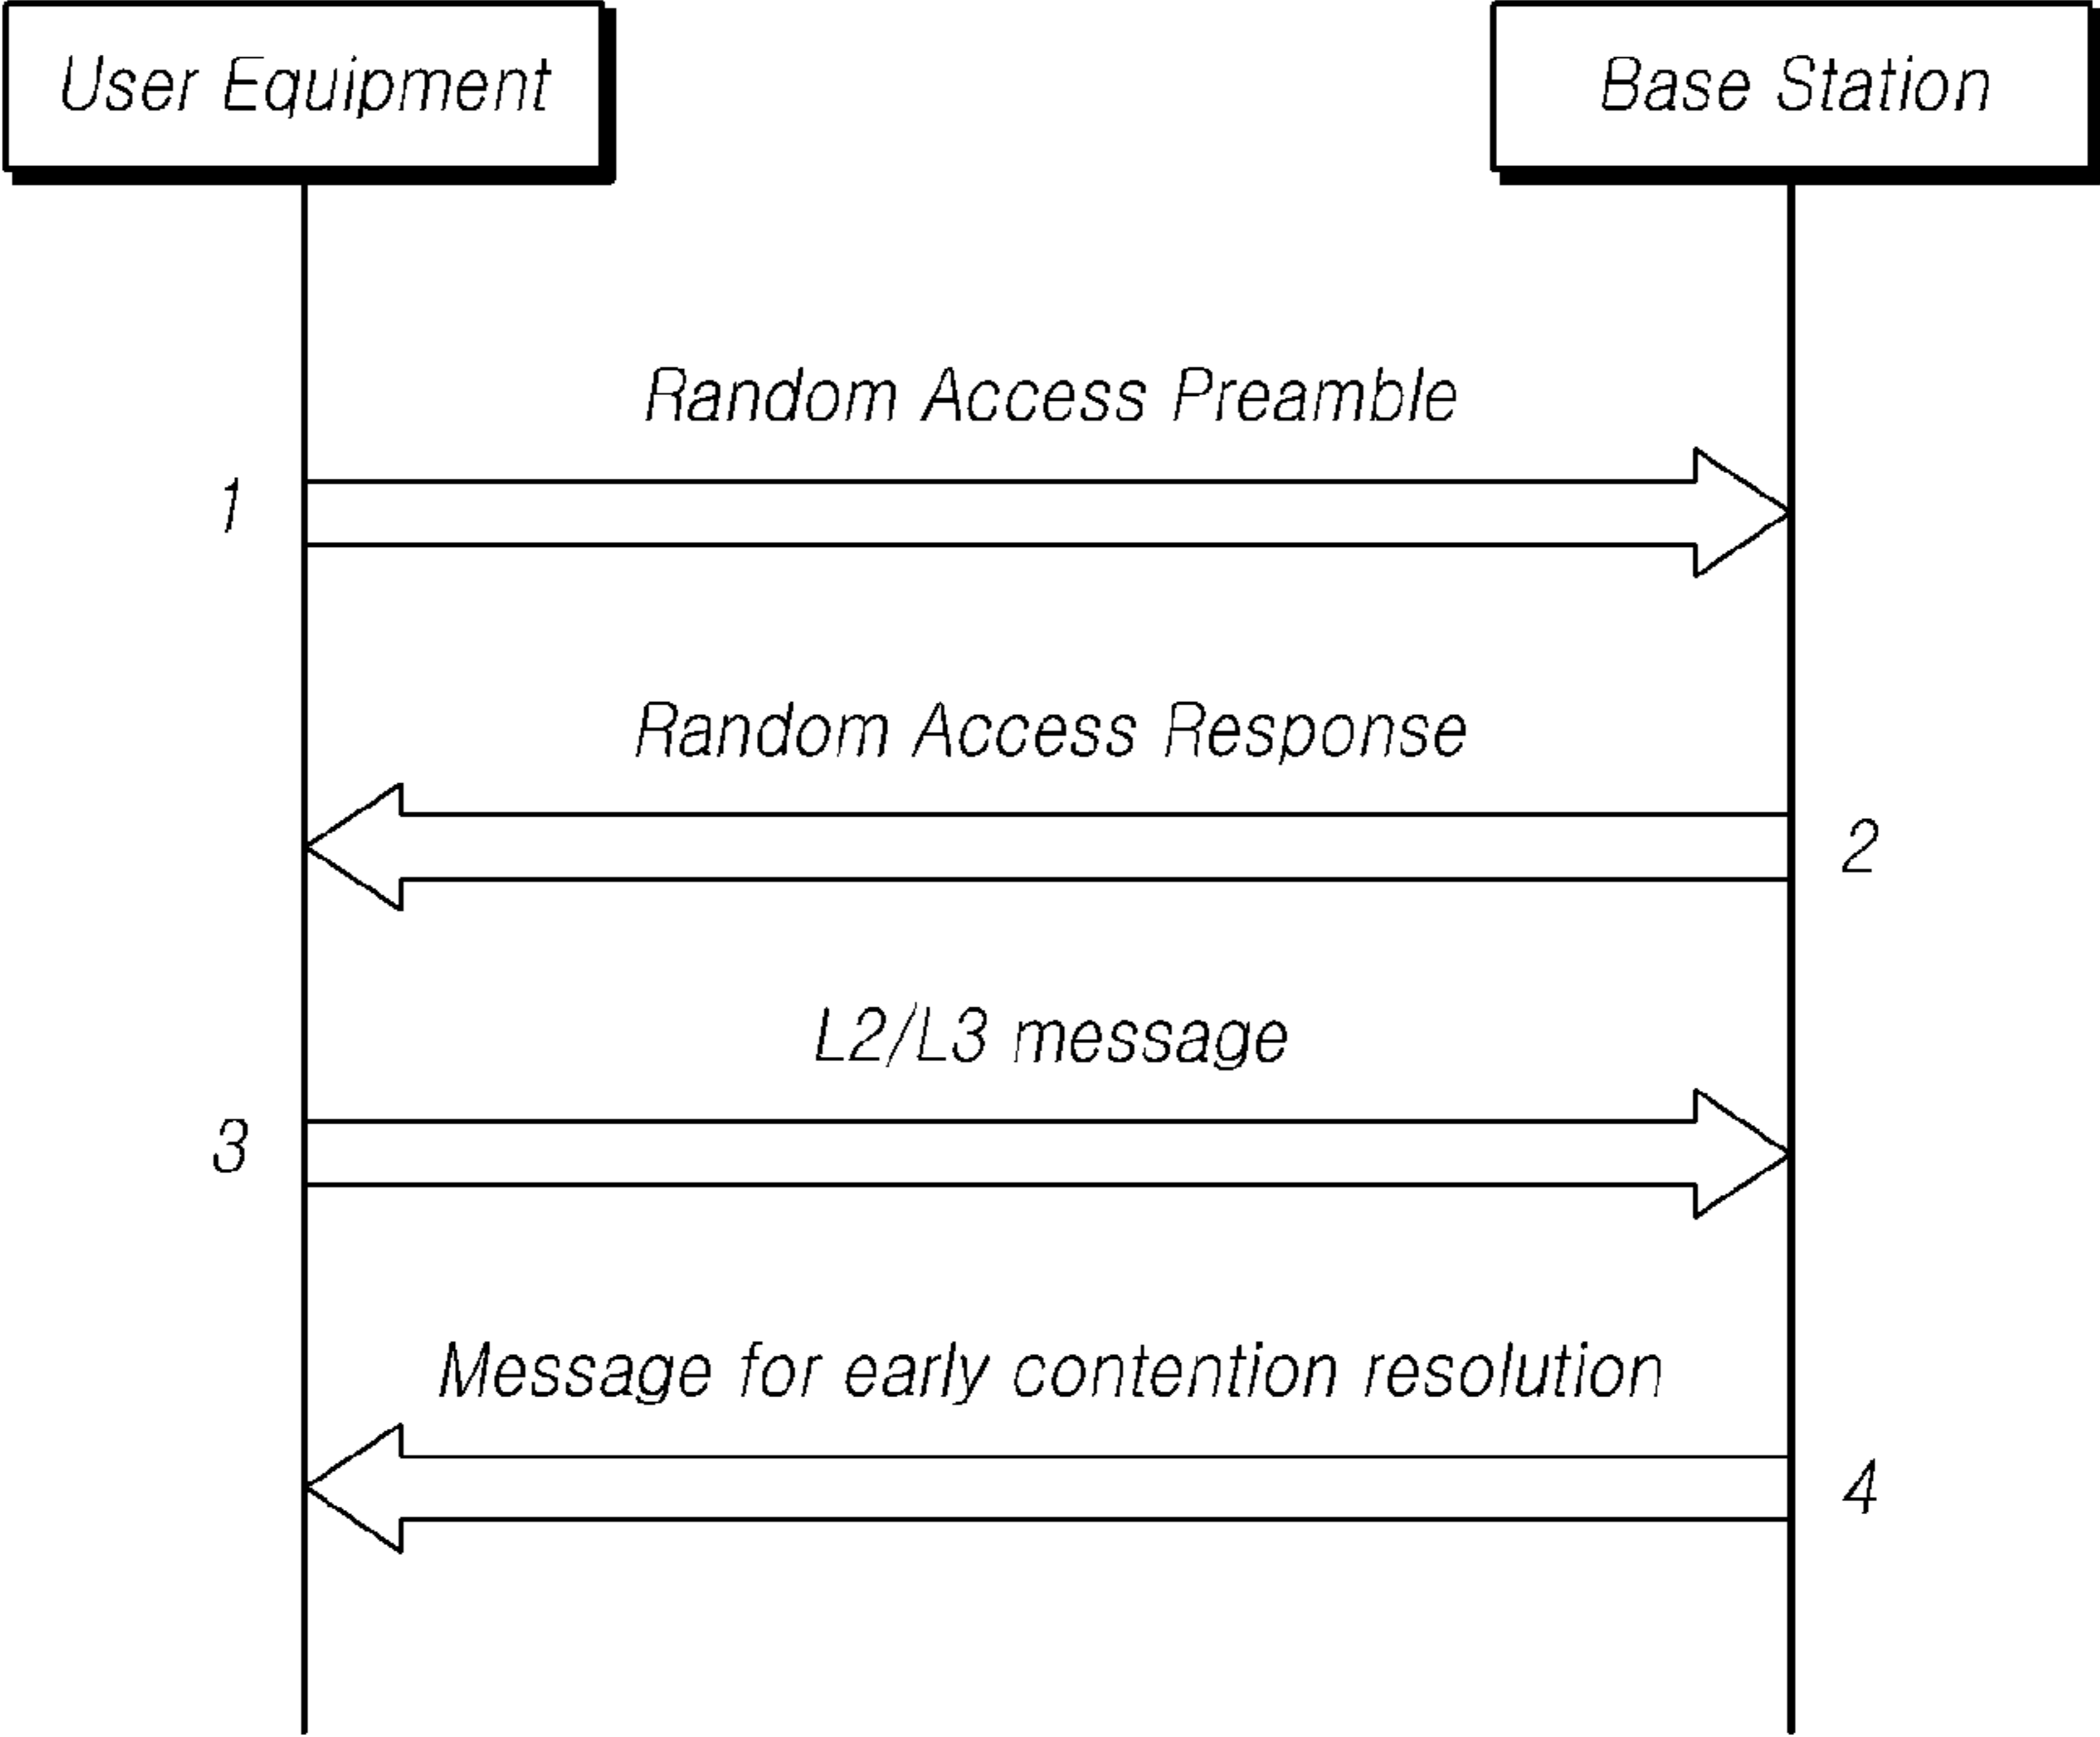 User Equipment
Base Station
Random Access Preamble
1
Random Access Response
2
L2/L3 message
3
Message for early contention resolution
4